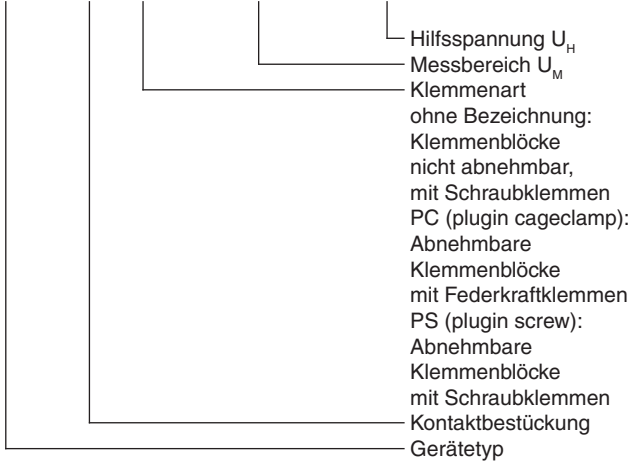 Hilfsspannung U_H
Messbereich U_M
Klemmenart
ohne Bezeichnung:
Klemmenblöcke
nicht abnehmbar,
mit Schraubklemmen
PC (plugin cageclamp):
Abnehmbare
Klemmenblöcke
mit Federkraftklemmen
PS (plugin screw):
Abnehmbare
Klemmenblöcke
mit Schraubklemmen
Kontaktbestückung
Gerätetyp